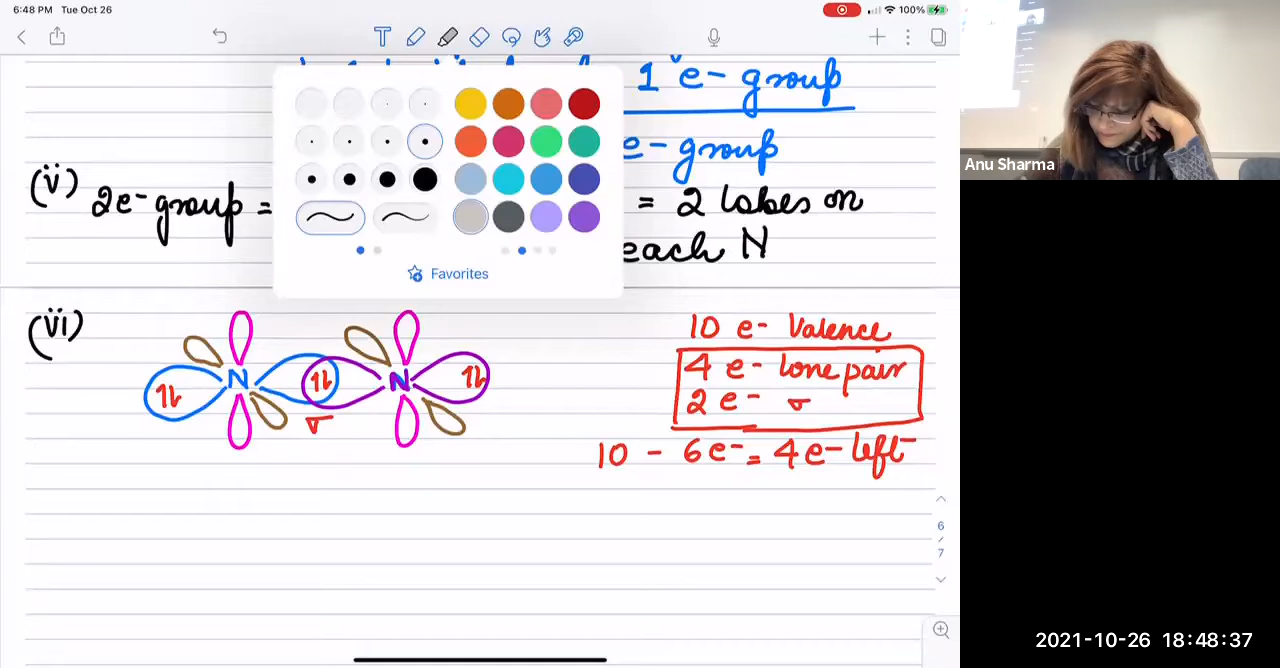 6:48 PM Tue Oct 26
100%
1 e- group
e- group
(v) 2e- group =
= 2 lobes on
each N
Favorites
(vi)
N
N
1l
1l
1l
σ
10 e- Valence
4 e- lone pair
2 e- σ
10 - 6e- = 4e- left
6
7
Anu Sharma
2021-10-26 18:48:37